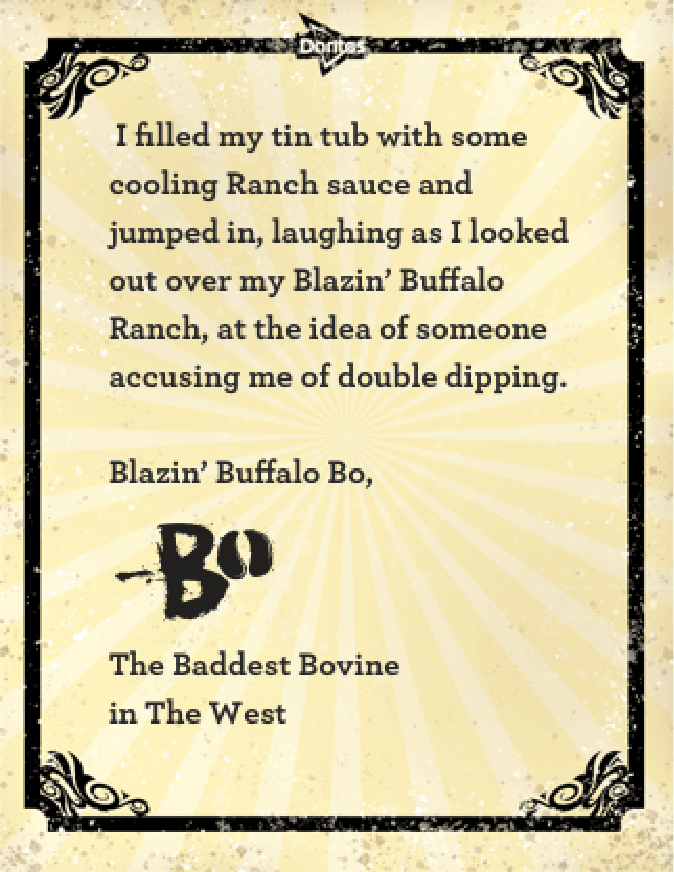 Doritos
I filled my tin tub with some
cooling Ranch sauce and
jumped in, laughing as I looked
out over my Blazin’ Buffalo
Ranch, at the idea of someone
accusing me of double dipping.
Blazin’ Buffalo Bo,
Bo
The Baddest Bovine
in The West